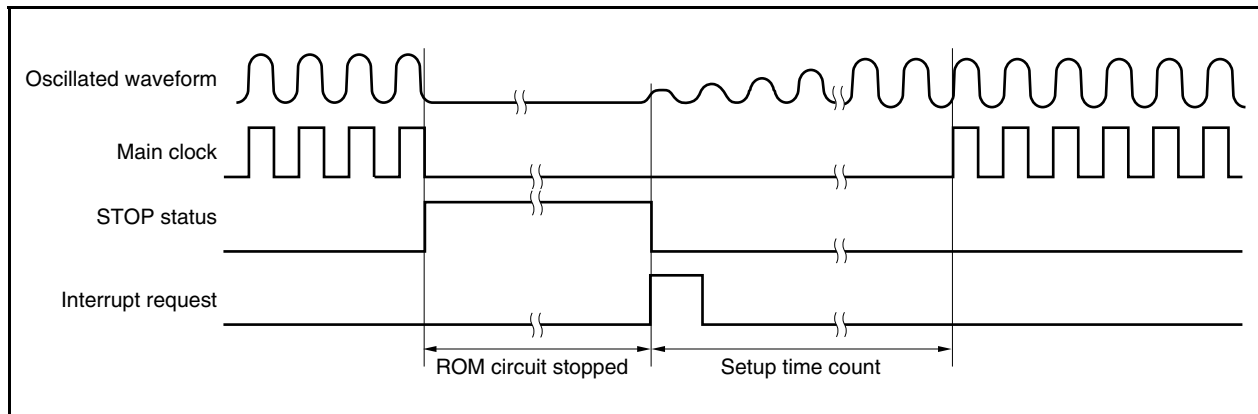 Oscillated waveform
Main clock
STOP status
Interrupt request
ROM circuit stopped
Setup time count